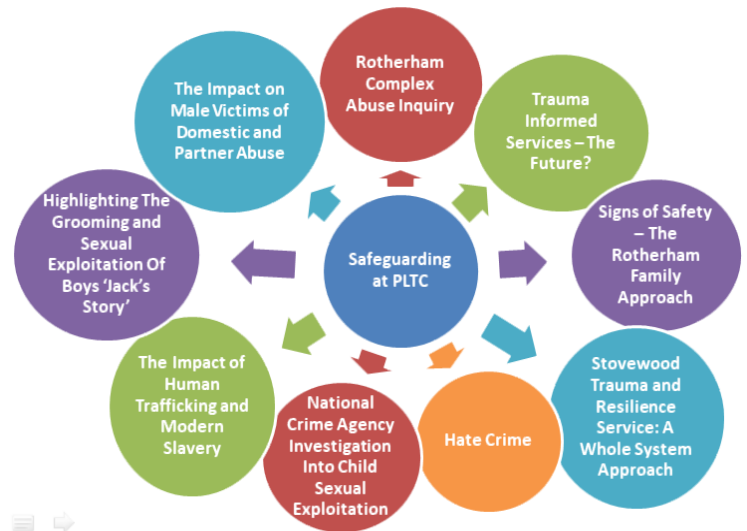 Rotherham
Complex
Abuse Inquiry
Trauma
Informed
Services – The
Future?
Signs of Safety
– The
Rotherham
Family
Approach
Stovewood
Trauma and
Resilience
Service: A
Whole System
Approach
Hate Crime
National
Crime Agency
Investigation
Into Child
Sexual
Exploitation
The Impact of
Human
Trafficking and
Modern
Slavery
Highlighting The
Grooming and
Sexual
Exploitation Of
Boys ‘Jack’s
Story’
The Impact on
Male Victims of
Domestic and
Partner Abuse
Safeguarding
at PLTC